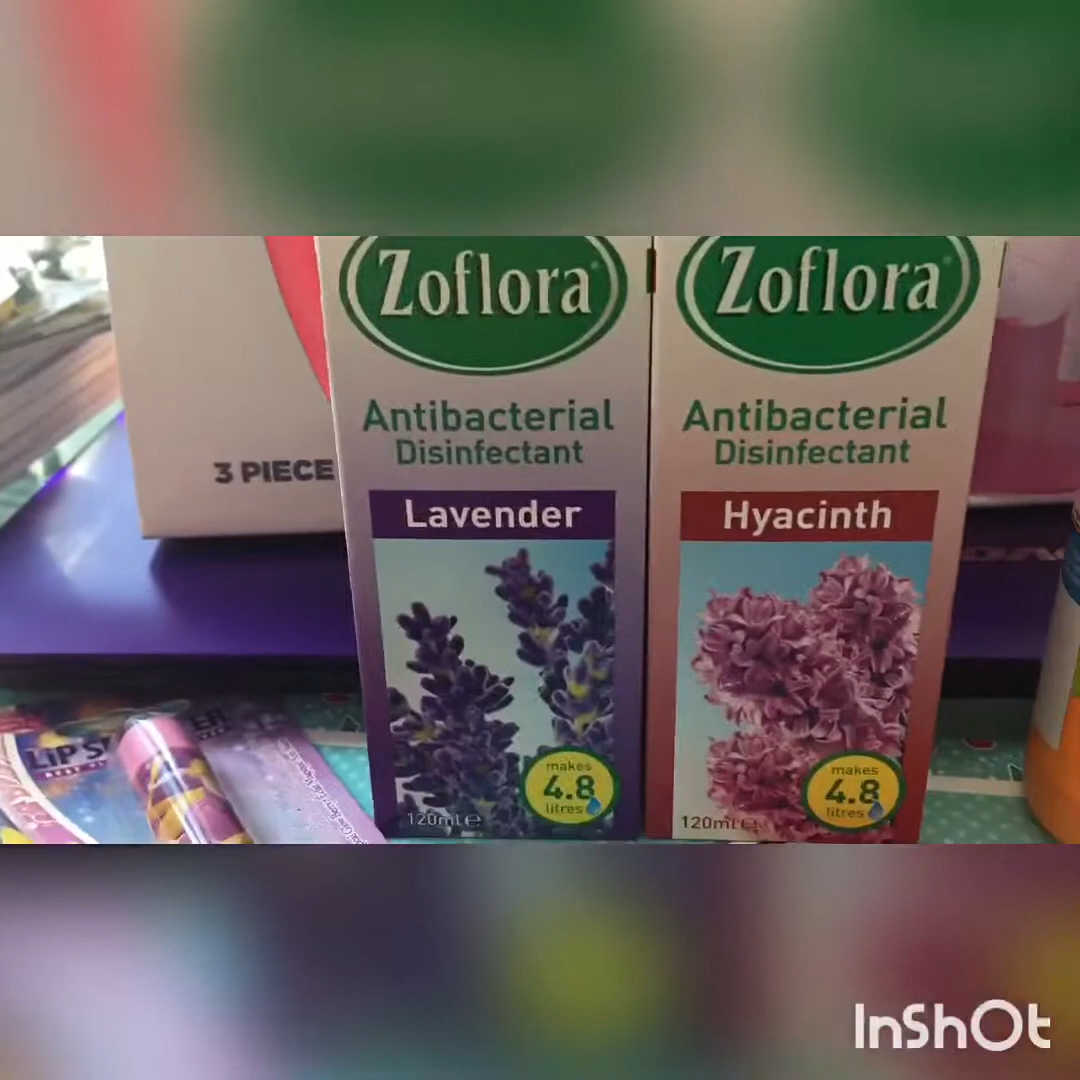 Zoflora
Antibacterial
Disinfectant
Lavender
makes
4.8
litres
120ml e
Zoflora
Antibacterial
Disinfectant
Hyacinth
makes
4.8
litres
120ml e
3 PIECE
LIP S
InShOt